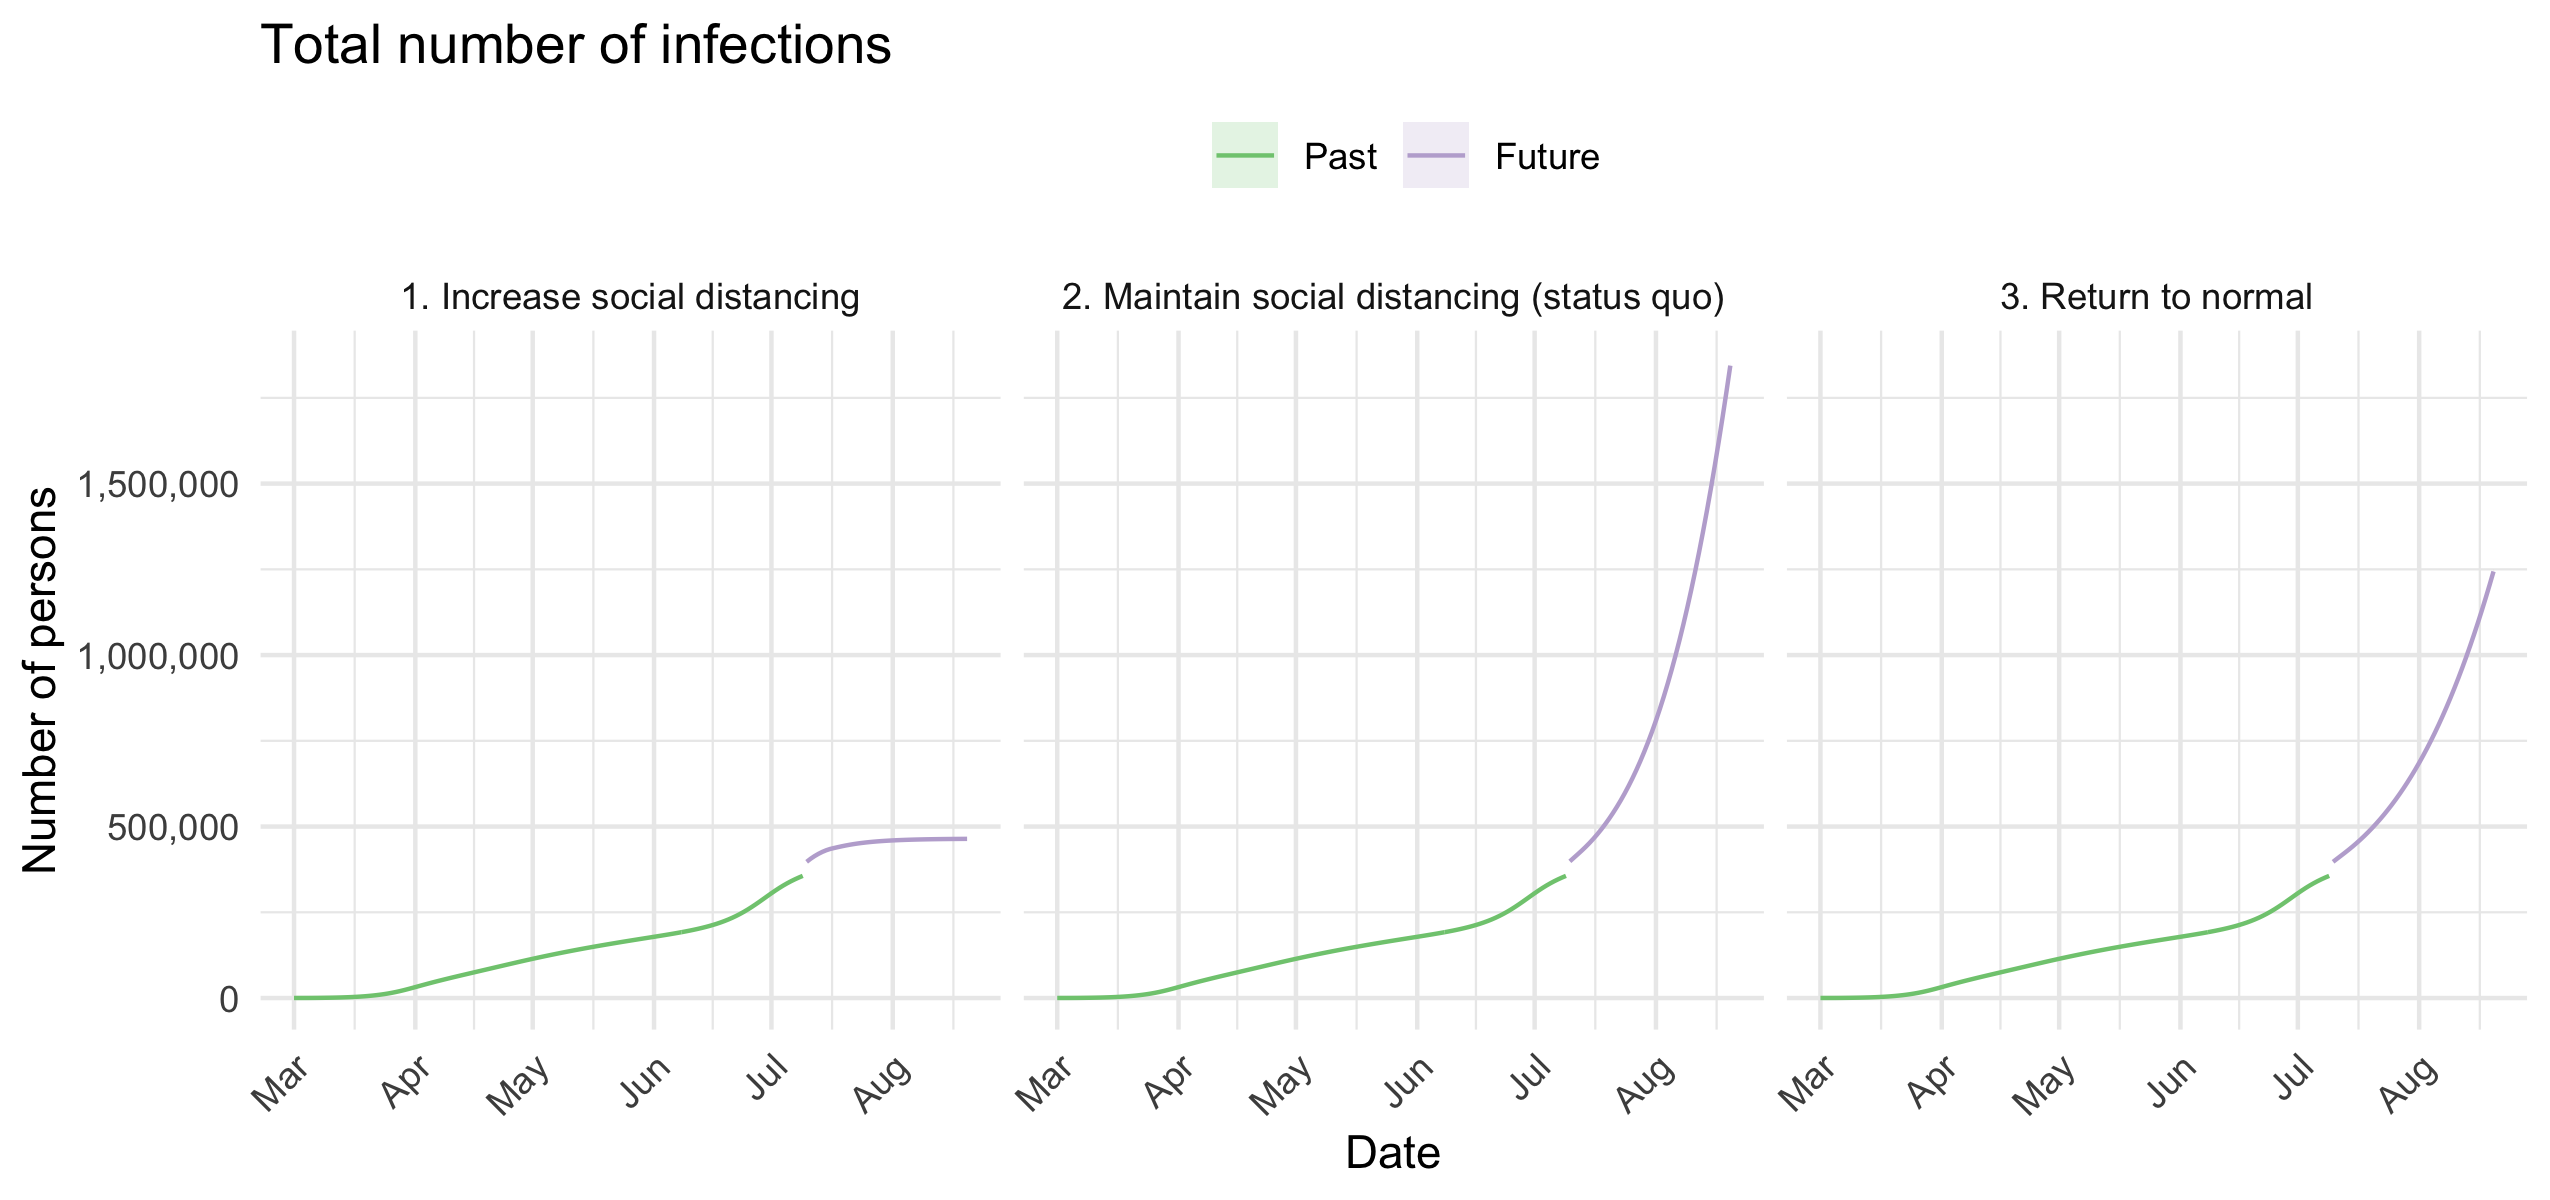 Total number of infections
Past Future
1. Increase social distancing
2. Maintain social distancing (status quo)
3. Return to normal
Number of persons
1,500,000
1,000,000
500,000
0
Mar Apr May Jun Jul Aug
Mar Apr May Jun Jul Aug
Mar Apr May Jun Jul Aug
Date